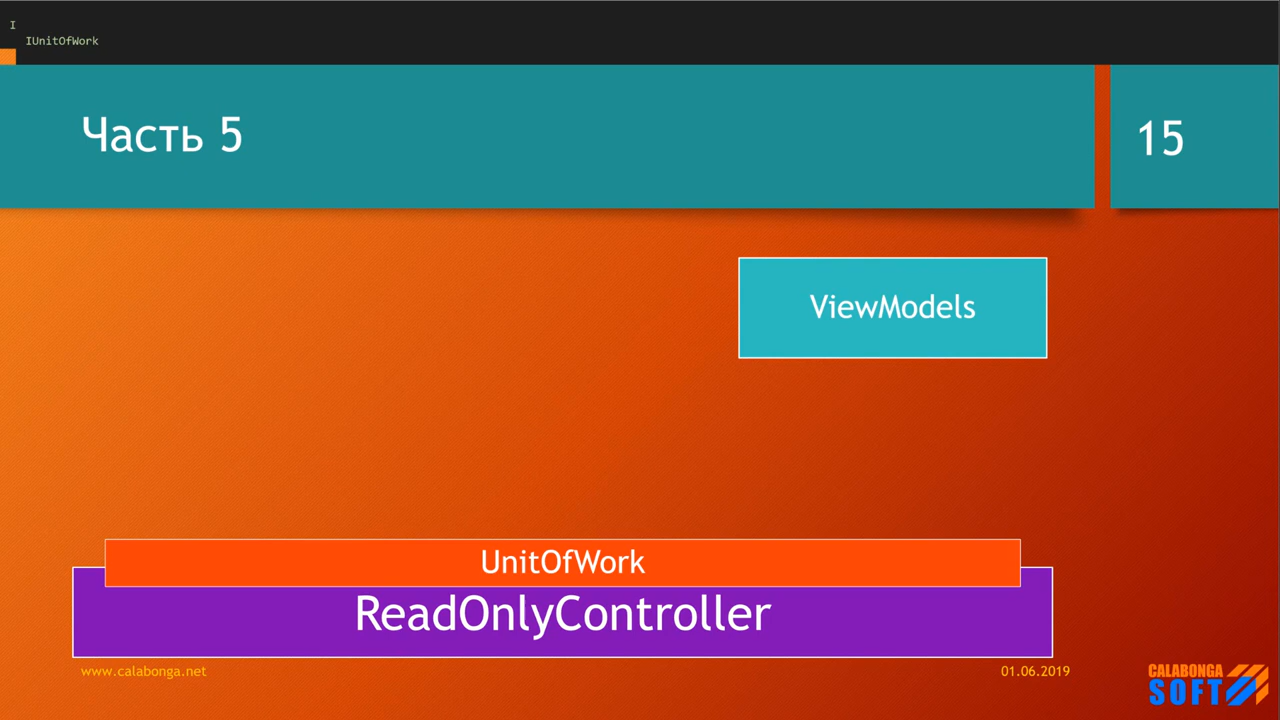 I
IUnitOfWork
Часть 5
15
ViewModels
UnitOfWork
ReadOnlyController
www.calabonga.net
01.06.2019
CALABONGA
SOFT